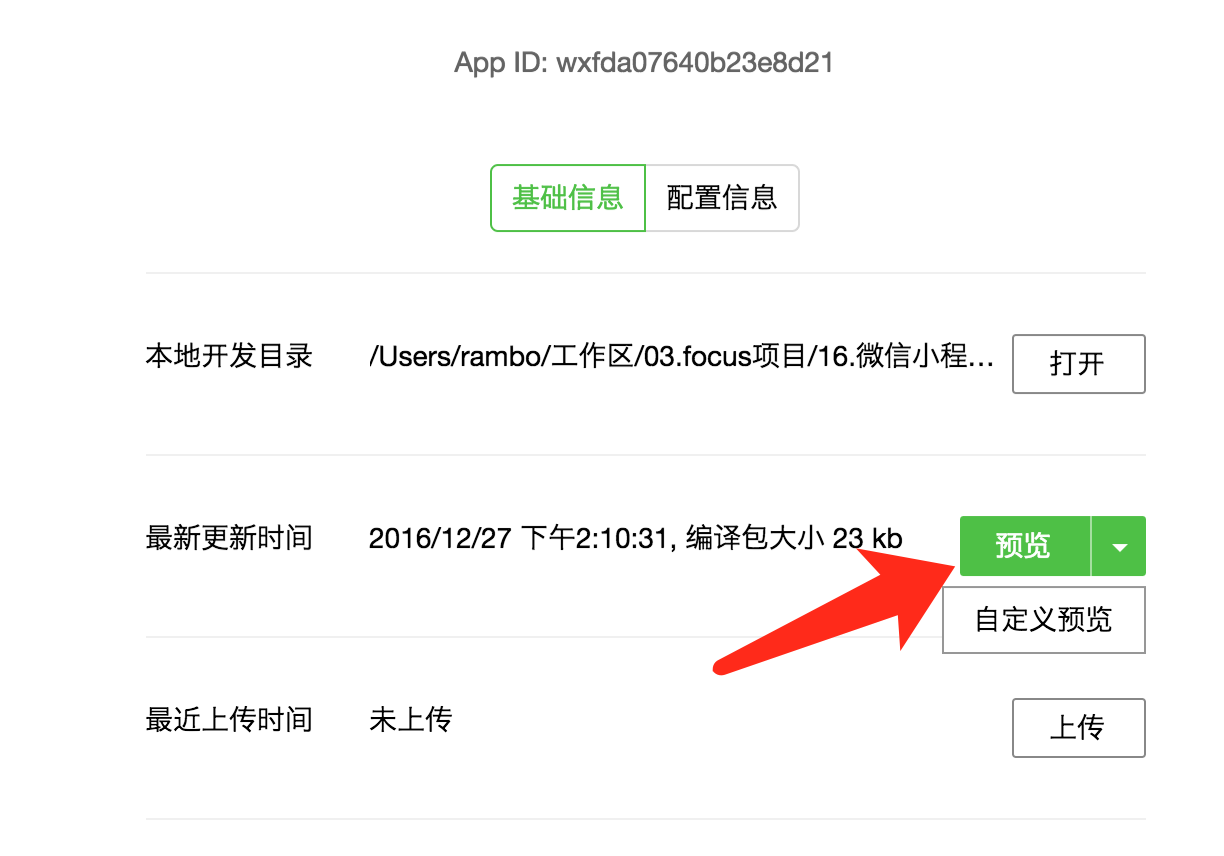 App ID: wxfda07640b23e8d21
基础信息 配置信息
本地开发目录 /Users/rambo/工作区/03.focus项目/16.微信小程... 打开
最新更新时间 2016/12/27 下午2:10:31, 编译包大小 23 kb 预览
自定义预览
最近上传时间 未上传 上传